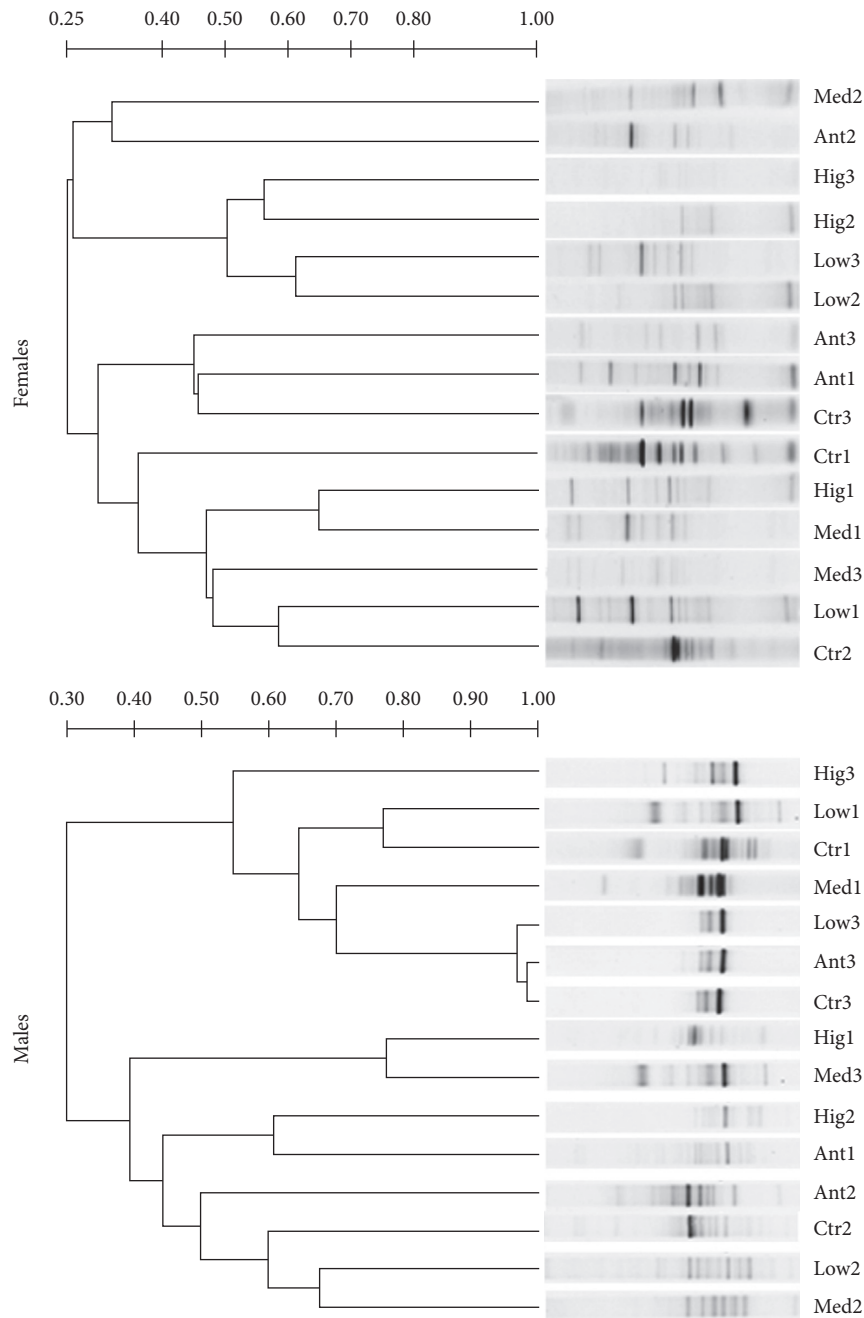 0.25 0.40 0.50 0.60 0.70 1.00
Med2
Ant2
Hig3
Hig2
Low3
Low2
Ant3
Females
Ant1
Ctr3
Ctr1
Hig1
Med1
Med3
Low1
Ctr2
0.30 0.40 0.50 0.60 0.70 0.80 0.90 1.00
Hig3
Low1
Ctr1
Med1
Low3
Ant3
Ctr3
Males
Hig1
Med3
Hig2
Ant1
Ant2
Ctr2
Low2
Med2